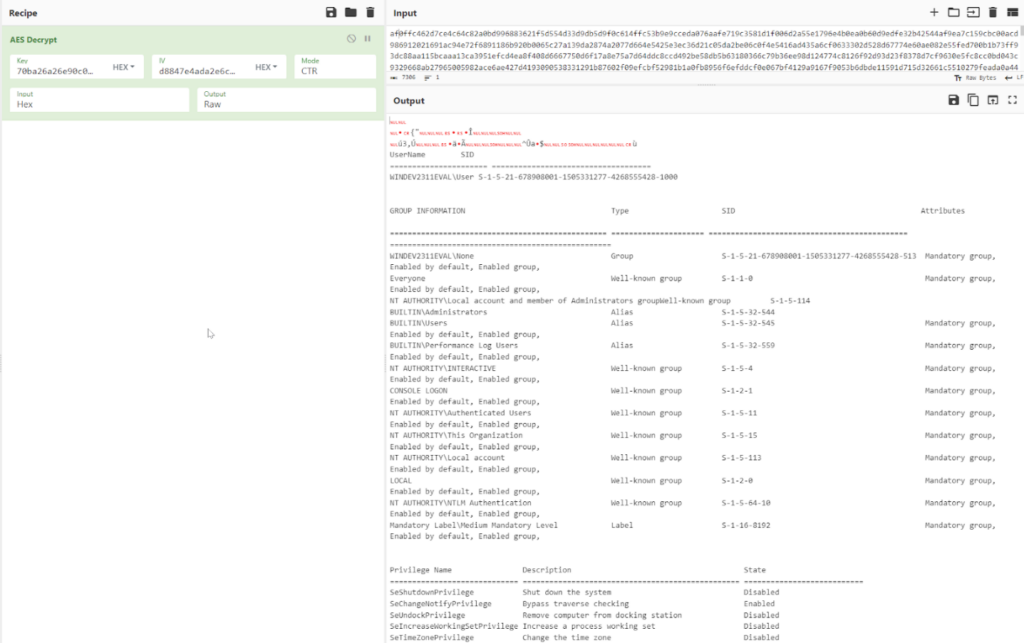 Recipe
AES Decrypt
Key
70ba26a26e90c0…
HEX
IV
d8847e4ada2e6c…
HEX
Mode
CTR
Input
Hex
Output
Raw
Input
7306
1
Raw Bytes
LF
Output
UserName SID
====================== ====================================
WINDEV2311EVAL\User S-1-5-21-678908001-1505331277-4268555428-1000
GROUP INFORMATION Type SID Attributes
WINDEV2311EVAL\None Group S-1-5-21-678908001-1505331277-4268555428-513 Mandatory group,
Enabled by default, Enabled group,
Everyone Well-known group S-1-1-0 Mandatory group,
Enabled by default, Enabled group,
NT AUTHORITY\Local account and member of Administrators groupWell-known group S-1-5-114
BUILTIN\Administrators Alias S-1-5-32-544
BUILTIN\Users Alias S-1-5-32-545 Mandatory group,
Enabled by default, Enabled group,
BUILTIN\Performance Log Users Alias S-1-5-32-559 Mandatory group,
Enabled by default, Enabled group,
NT AUTHORITY\INTERACTIVE Well-known group S-1-5-4 Mandatory group,
Enabled by default, Enabled group,
CONSOLE LOGON Well-known group S-1-2-1 Mandatory group,
Enabled by default, Enabled group,
NT AUTHORITY\Authenticated Users Well-known group S-1-5-11 Mandatory group,
Enabled by default, Enabled group,
NT AUTHORITY\This Organization Well-known group S-1-5-15 Mandatory group,
Enabled by default, Enabled group,
NT AUTHORITY\Local account Well-known group S-1-5-113 Mandatory group,
Enabled by default, Enabled group,
LOCAL Well-known group S-1-2-0 Mandatory group,
Enabled by default, Enabled group,
NT AUTHORITY\NTLM Authentication Well-known group S-1-5-64-10 Mandatory group,
Enabled by default, Enabled group,
Mandatory Label\Medium Mandatory Level Label S-1-16-8192 Mandatory group,
Enabled by default, Enabled group,
Privilege Name Description State
SeShutdownPrivilege Shut down the system Disabled
SeChangeNotifyPrivilege Bypass traverse checking Enabled
SeUndockPrivilege Remove computer from docking station Disabled
SeIncreaseWorkingSetPrivilege Increase a process working set Disabled
SeTimeZonePrivilege Change the time zone Disabled